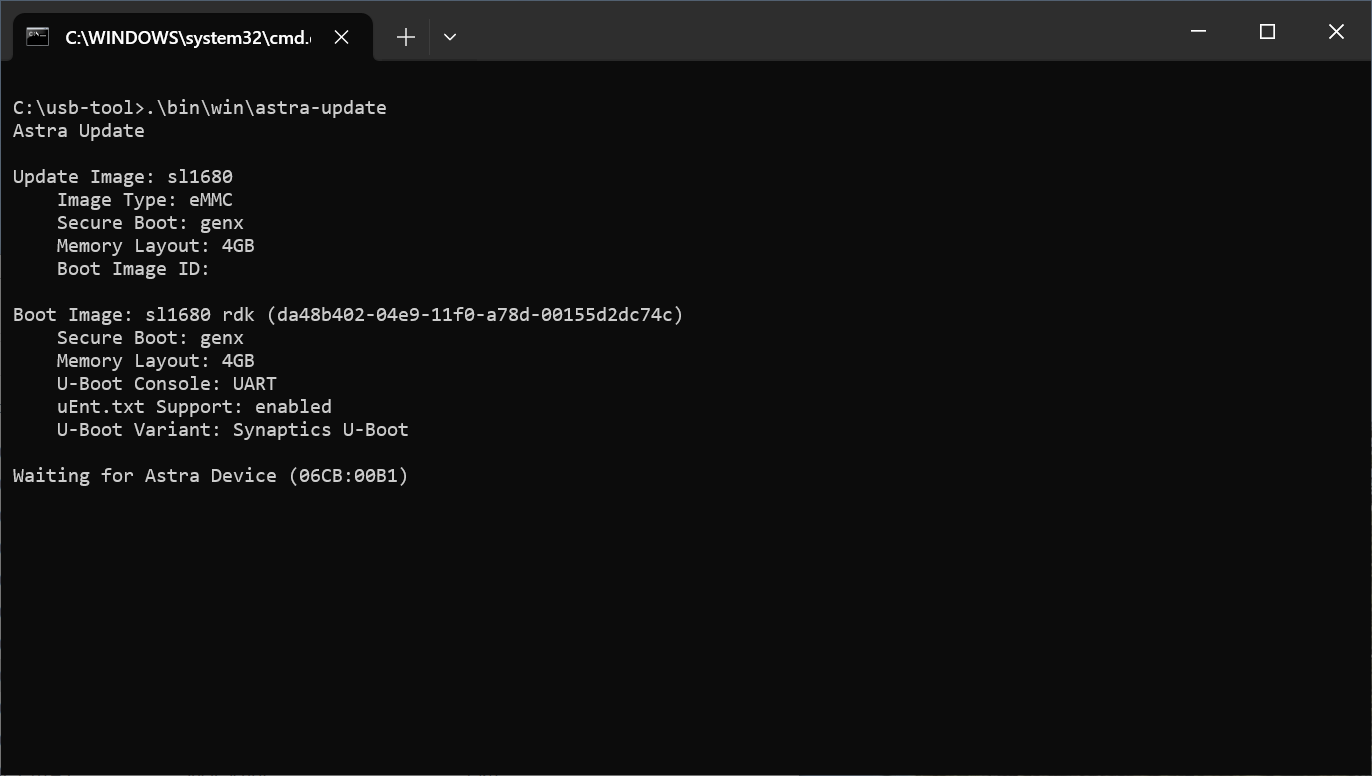 C:\WINDOWS\system32\cmd.
C:\usb-tool>.\bin\win\astra-update
Astra Update
Update Image: sl1680
Image Type: eMMC
Secure Boot: genx
Memory Layout: 4GB
Boot Image ID:
Boot Image: sl1680 rdk (da48b402-04e9-11f0-a78d-00155d2dc74c)
Secure Boot: genx
Memory Layout: 4GB
U-Boot Console: UART
uEnt.txt Support: enabled
U-Boot Variant: Synaptics U-Boot
Waiting for Astra Device (06CB:00B1)